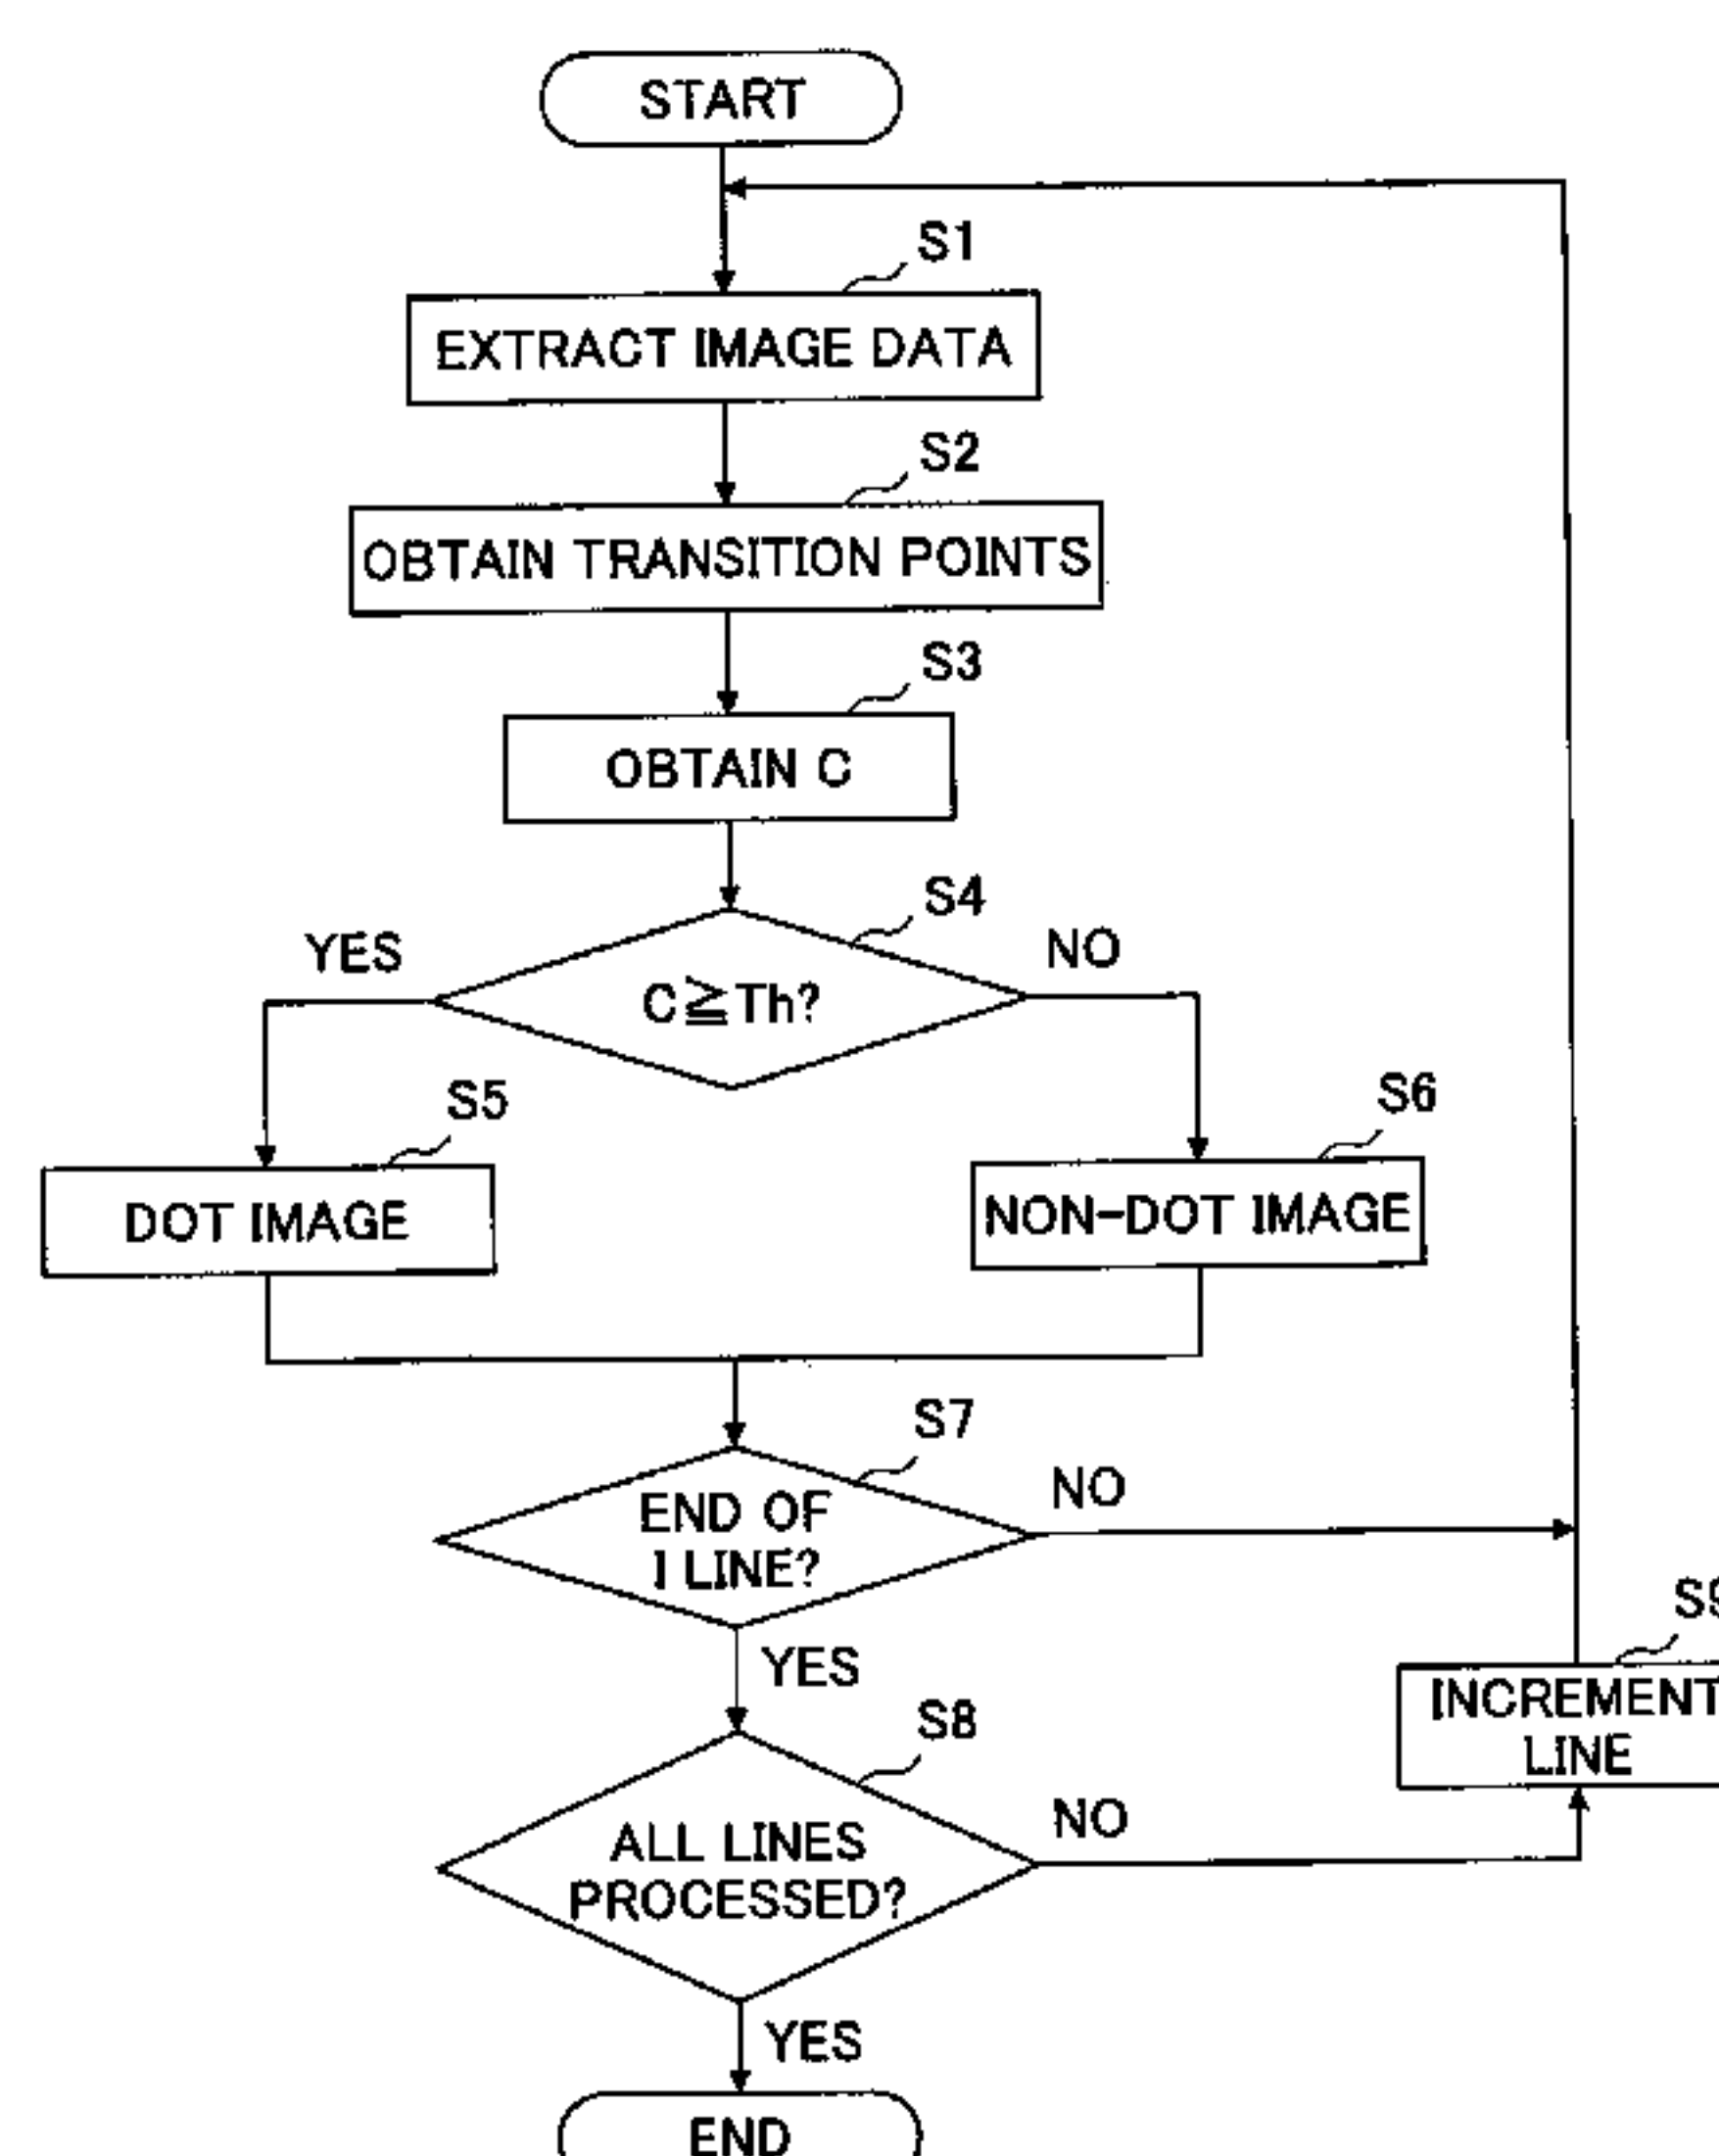 START
S1
EXTRACT IMAGE DATA
S2
OBTAIN TRANSITION POINTS
S3
OBTAIN C
S4
YES
NO
C≧Th?
S5
S6
DOT IMAGE
NON-DOT IMAGE
S7
NO
END OF
1 LINE?
YES
S9
INCREMENT
LINE
S8
NO
ALL LINES
PROCESSED?
YES
END